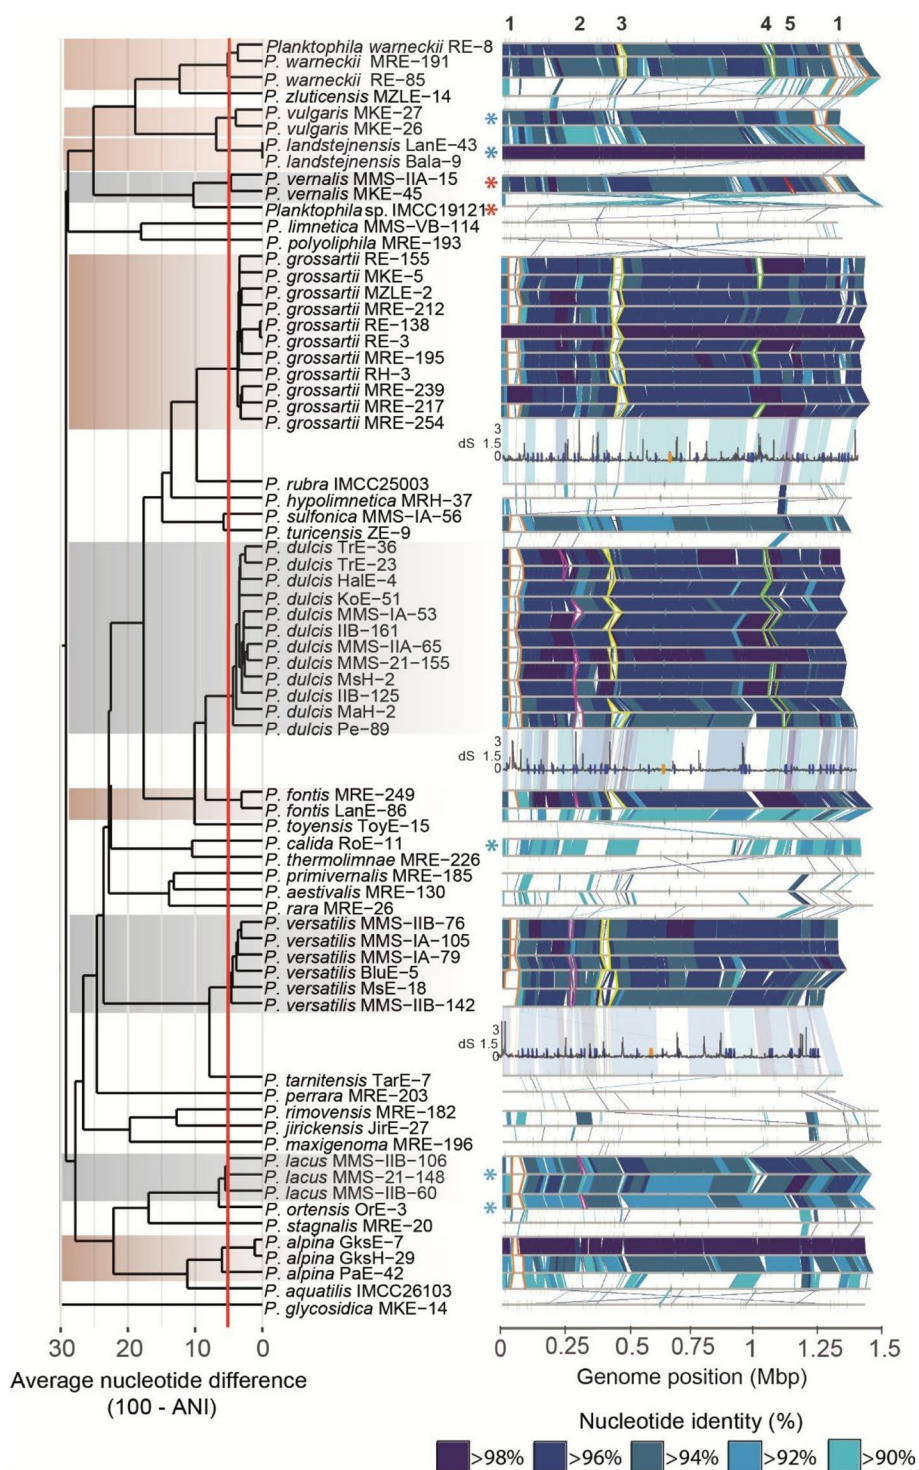 1 2 3 4 5 1
Planktophila warneckii RE−8
P. warneckii MRE−191
P. warneckii RE−85
P. zluticensis MZLE−14
P. vulgaris MKE−27
*
P. vulgaris MKE−26
P. landstejnensis LanE−43
*
P. landstejnensis Bala−9
P. vernalis MMS−IIA−15
*
P. vernalis MKE−45
Planktophila sp. IMCC19121*
P. limnetica MMS−VB−114
P. polyoliphila MRE−193
P. grossartii RE−155
P. grossartii MKE−5
P. grossartii MZLE−2
P. grossartii MRE−212
P. grossartii RE−138
P. grossartii RE−3
P. grossartii MRE−195
P. grossartii RH−3
P. grossartii MRE−239
P. grossartii MRE−217
P. grossartii MRE−254
3
dS 1.5
0
P. rubra IMCC25003
P. hypolimnetica MRH−37
P. sulfonica MMS−IA−56
P. turicensis ZE−9
P. dulcis TrE−36
P. dulcis TrE−23
P. dulcis HalE−4
P. dulcis KoE−51
P. dulcis MMS−IA−53
P. dulcis IIB−161
P. dulcis MMS−IIA−65
P. dulcis MMS−21−155
P. dulcis MsH−2
P. dulcis IIB−125
P. dulcis MaH−2
P. dulcis Pe−89
3
dS 1.5
0
P. fontis MRE−249
P. fontis LanE−86
P. toyensis ToyE−15
P. calida RoE−11
*
P. thermolimnae MRE−226
P. primivernalis MRE−185
P. aestivalis MRE−130
P. rara MRE−26
P. versatilis MMS−IIB−76
P. versatilis MMS−IA−105
P. versatilis MMS−IA−79
P. versatilis BluE−5
P. versatilis MsE−18
P. versatilis MMS−IIB−142
3
dS 1.5
0
P. tarnitensis TarE−7
P. perrara MRE−203
P. rimovensis MRE−182
P. jirickensis JirE−27
P. maxigenoma MRE−196
P. lacus MMS−IIB−106
P. lacus MMS−21−148
*
P. lacus MMS−IIB−60
P. ortensis OrE−3
*
P. stagnalis MRE−20
P. alpina GksE−7
P. alpina GksH−29
P. alpina PaE−42
P. aquatilis IMCC26103
P. glycosidica MKE−14
30 20 10 0
Average nucleotide difference
(100 - ANI)
0 0.25 0.5 0.75 1 1.25 1.5
Genome position (Mbp)
Nucleotide identity (%)
>98% >96% >94% >92% >90%